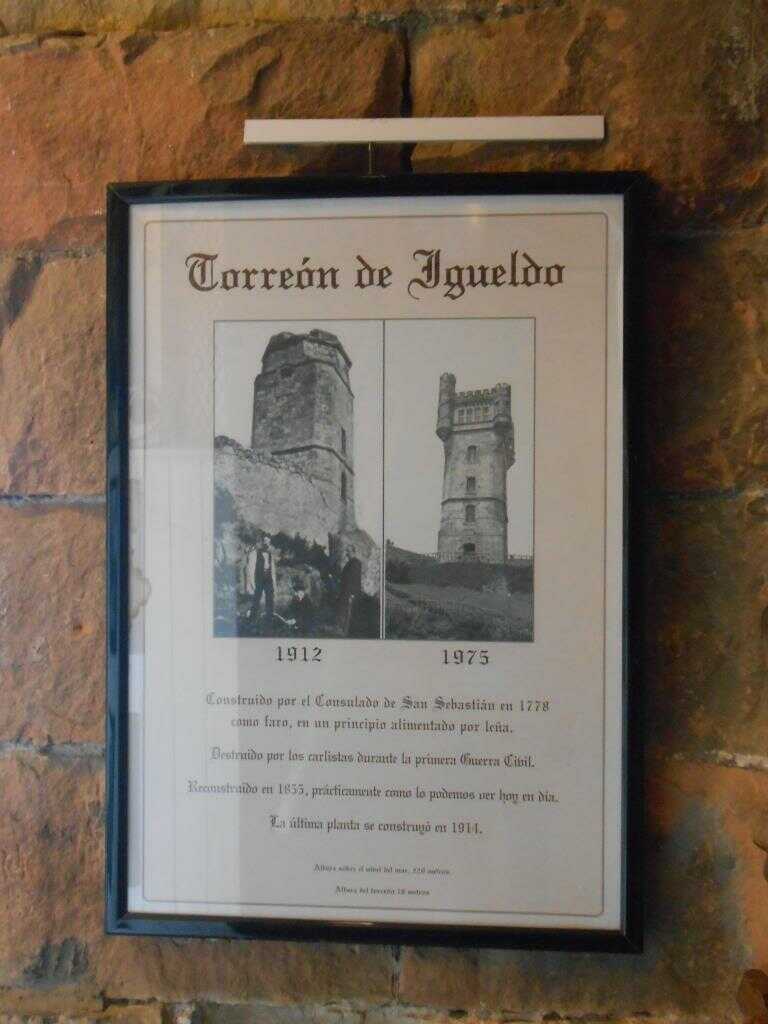 Torreón de Igueldo
1912
1975
Construido por el Consulado de San Sebastián en 1778
como faro, en un principio alimentado por leña.
Destruido por los carlistas durante la primera Guerra Civil.
Reconstruido en 1855, prácticamente como lo podemos ver hoy en día.
La última planta se construyó en 1914.
Altura sobre el nivel del mar, metros.
Altura del torreón 18 metros